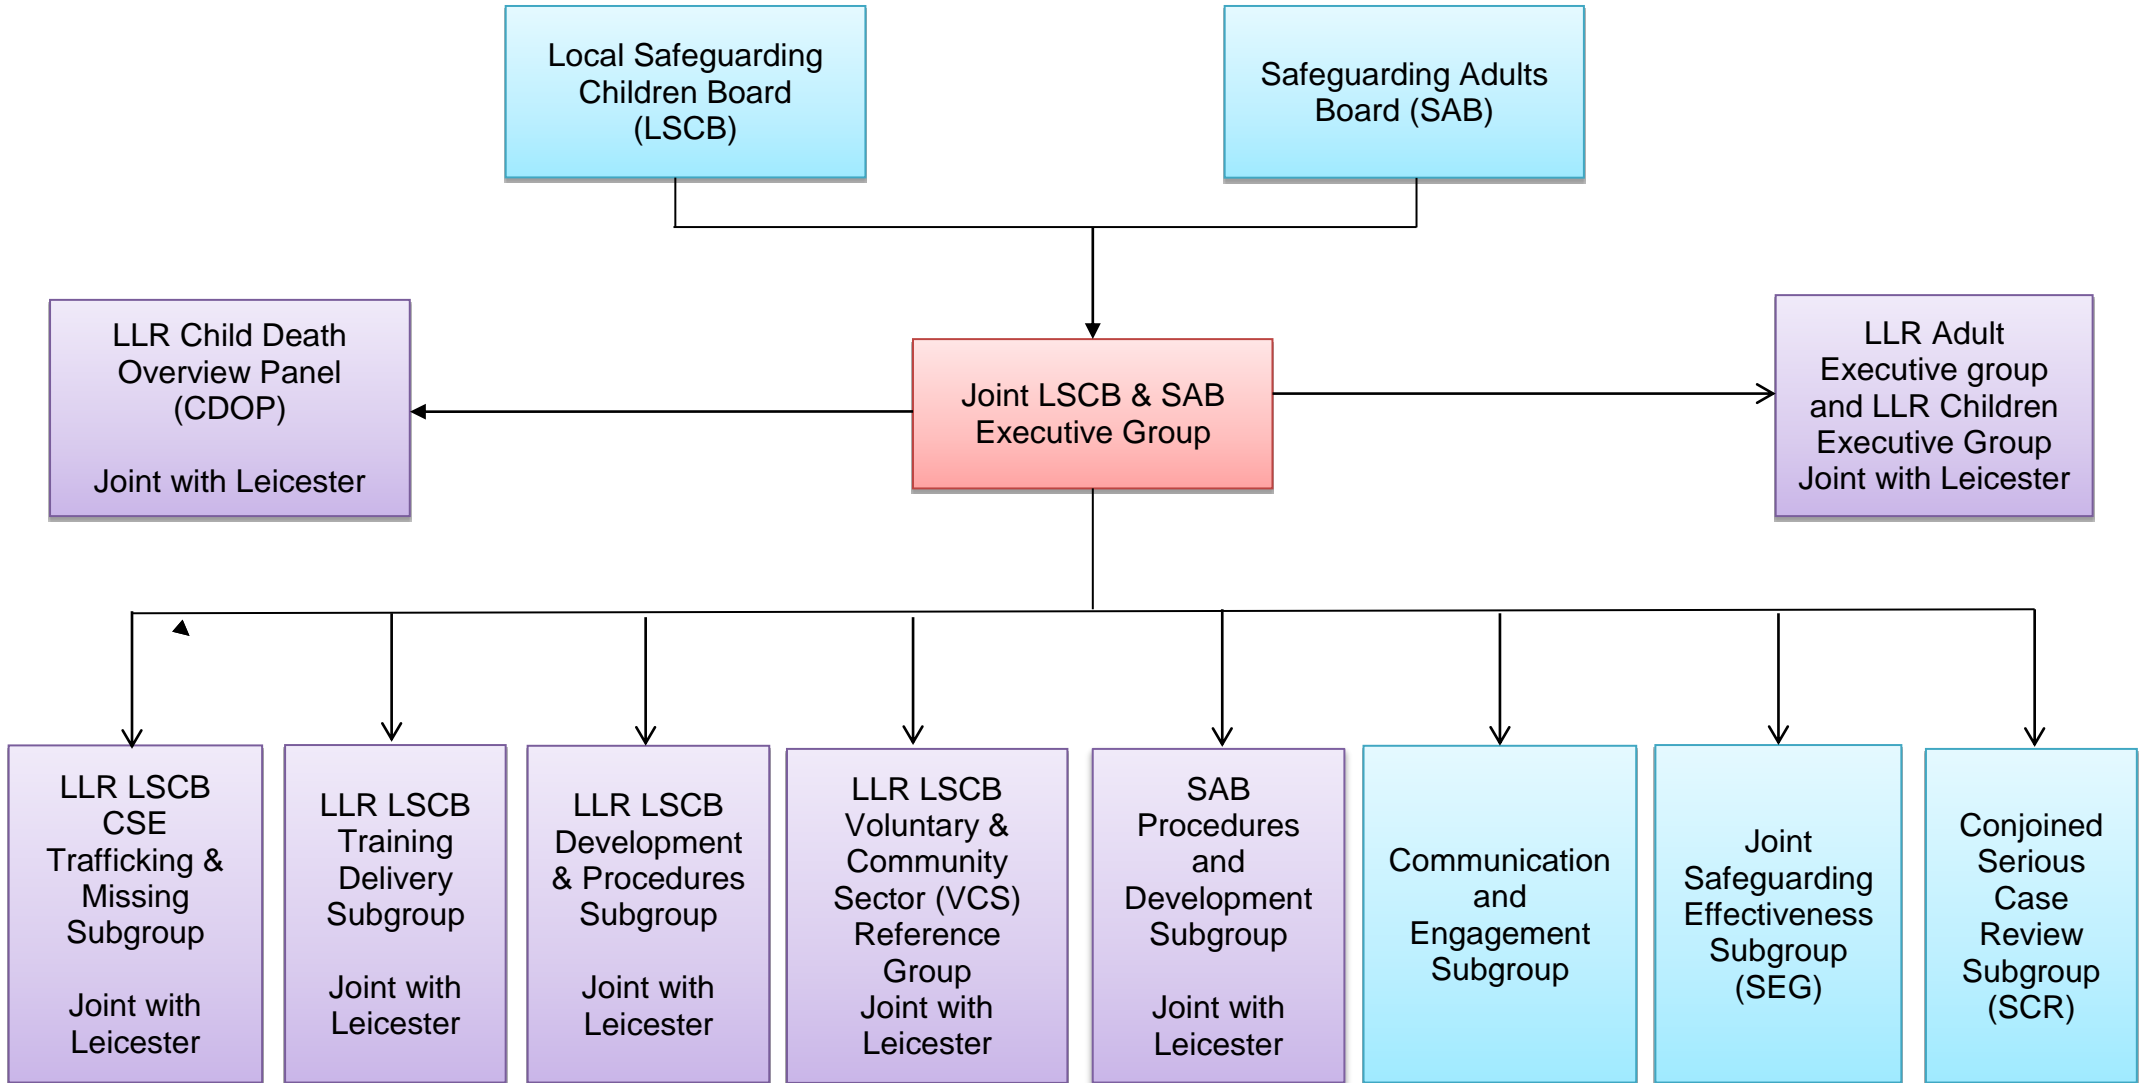 Local Safeguarding
Children Board
(LSCB)
Safeguarding Adults
Board (SAB)
LLR Child Death
Overview Panel
(CDOP)
Joint with Leicester
Joint LSCB & SAB
Executive Group
LLR Adult
Executive group
and LLR Children
Executive Group
Joint with Leicester
LLR LSCB
CSE
Trafficking &
Missing
Subgroup
Joint with
Leicester
LLR LSCB
Training
Delivery
Subgroup
Joint with
Leicester
LLR LSCB
Development
& Procedures
Subgroup
Joint with
Leicester
LLR LSCB
Voluntary &
Community
Sector (VCS)
Reference
Group
Joint with
Leicester
SAB
Procedures
and
Development
Subgroup
Joint with
Leicester
Communication
and
Engagement
Subgroup
Joint
Safeguarding
Effectiveness
Subgroup
(SEG)
Conjoined
Serious
Case
Review
Subgroup
(SCR)